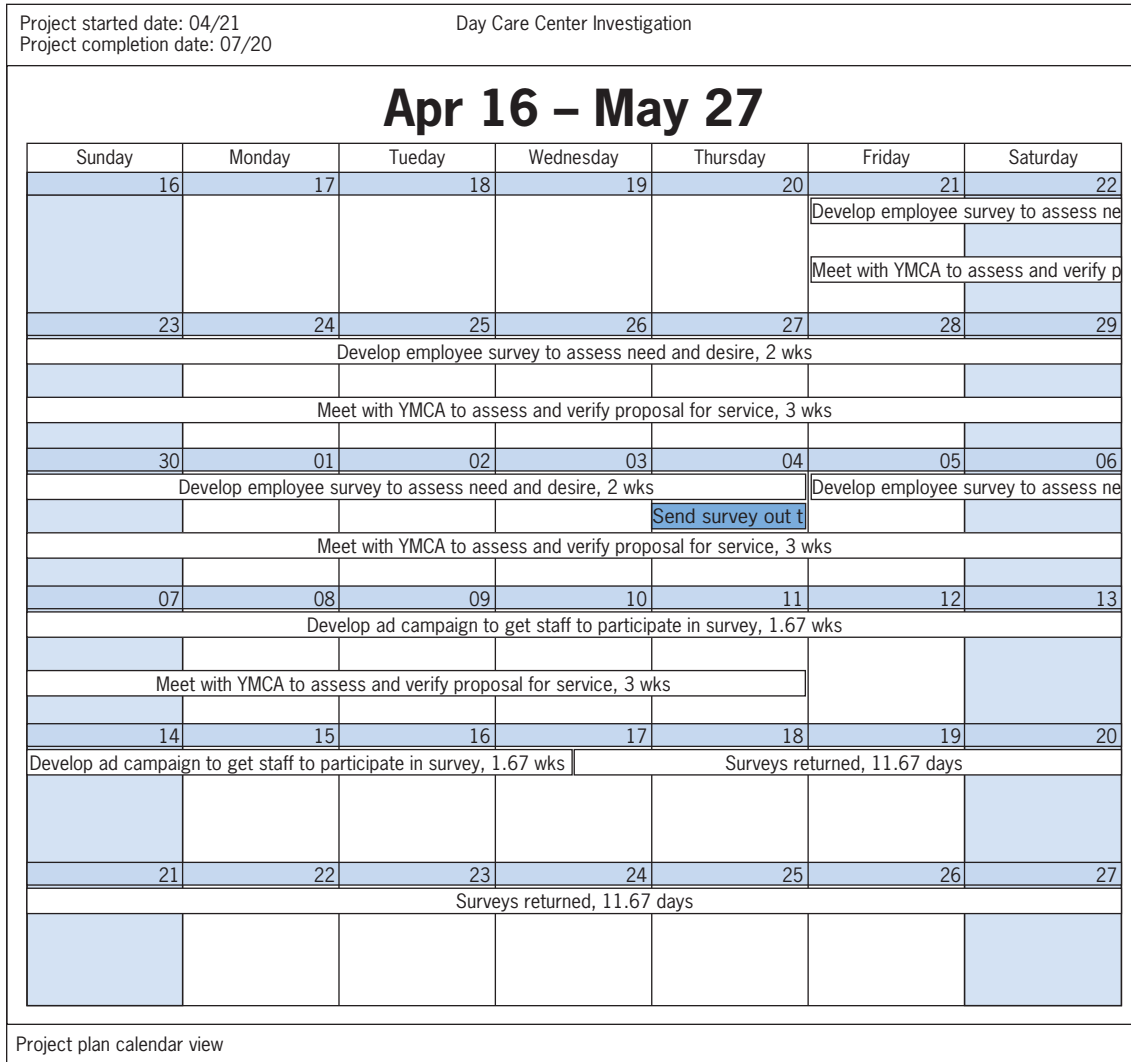 Project started date: 04/21
Day Care Center Investigation
Project completion date: 07/20
Apr 16 – May 27
Sunday Monday Tueday Wednesday Thursday Friday Saturday
16 17 18 19 20 21 22
Develop employee survey to assess ne
Meet with YMCA to assess and verify p
23 24 25 26 27 28 29
Develop employee survey to assess need and desire, 2 wks
Meet with YMCA to assess and verify proposal for service, 3 wks
30 01 02 03 04 05 06
Develop employee survey to assess need and desire, 2 wks Develop employee survey to assess ne
Send survey out t
Meet with YMCA to assess and verify proposal for service, 3 wks
07 08 09 10 11 12 13
Develop ad campaign to get staff to participate in survey, 1.67 wks
Meet with YMCA to assess and verify proposal for service, 3 wks
14 15 16 17 18 19 20
Develop ad campaign to get staff to participate in survey, 1.67 wks Surveys returned, 11.67 days
21 22 23 24 25 26 27
Surveys returned, 11.67 days
Project plan calendar view